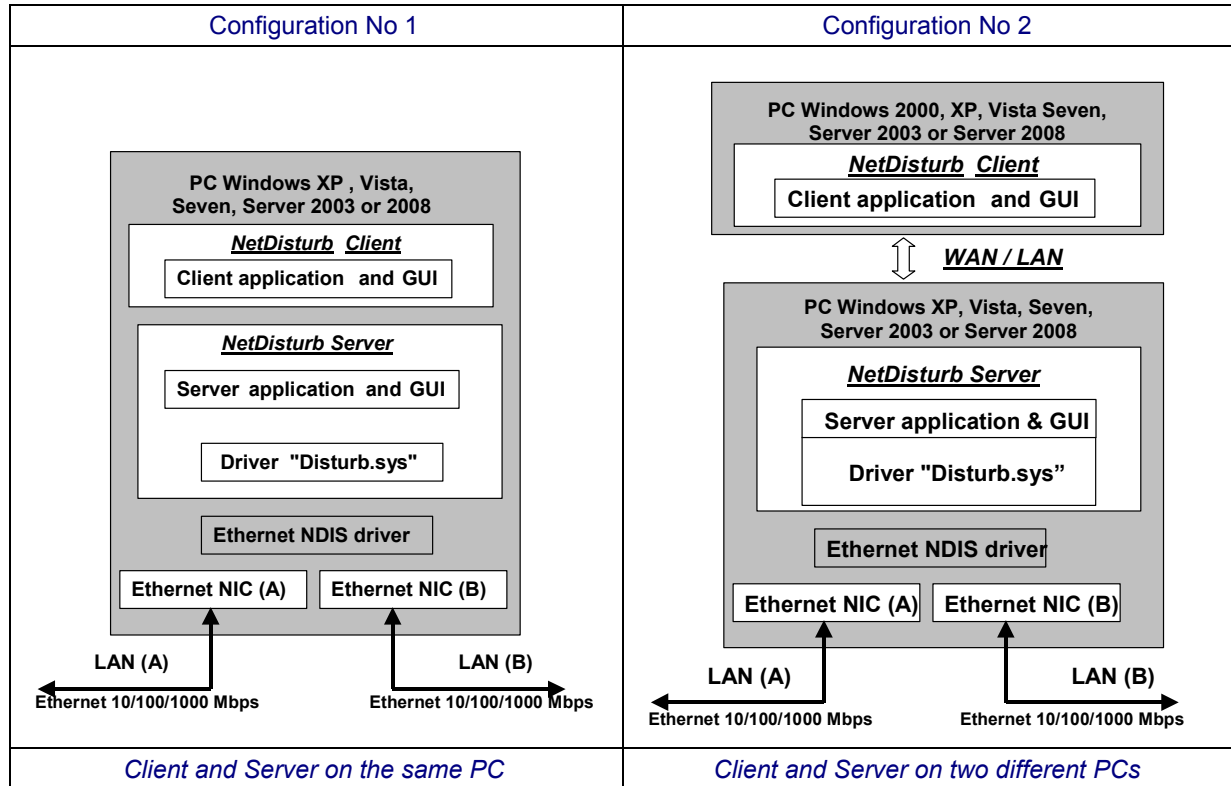 Configuration No 1
PC Windows XP , Vista,
Seven, Server 2003 or 2008
NetDisturb Client
Client application and GUI
NetDisturb Server
Server application and GUI
Driver "Disturb.sys"
Ethernet NDIS driver
Ethernet NIC (A)
Ethernet NIC (B)
LAN (A)
LAN (B)
Ethernet 10/100/1000 Mbps
Ethernet 10/100/1000 Mbps
Client and Server on the same PC
Configuration No 2
PC Windows 2000, XP, Vista Seven,
Server 2003 or Server 2008
NetDisturb Client
Client application and GUI
WAN / LAN
PC Windows XP, Vista, Seven,
Server 2003 or Server 2008
NetDisturb Server
Server application & GUI
Driver "Disturb.sys”
Ethernet NDIS driver
Ethernet NIC (A)
Ethernet NIC (B)
LAN (A)
LAN (B)
Ethernet 10/100/1000 Mbps
Ethernet 10/100/1000 Mbps
Client and Server on two different PCs